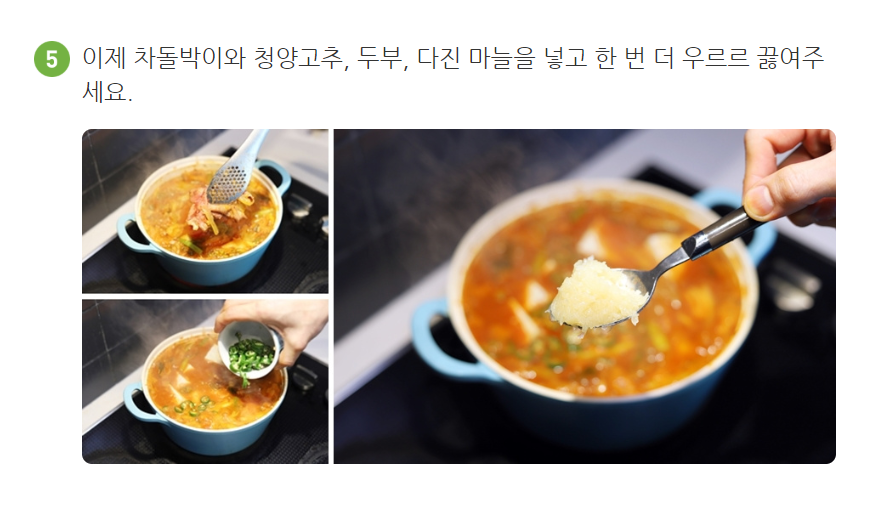 5 이제 차돌박이와 청양고추, 두부, 다진 마늘을 넣고 한 번 더 우르르 끓여주
세요.